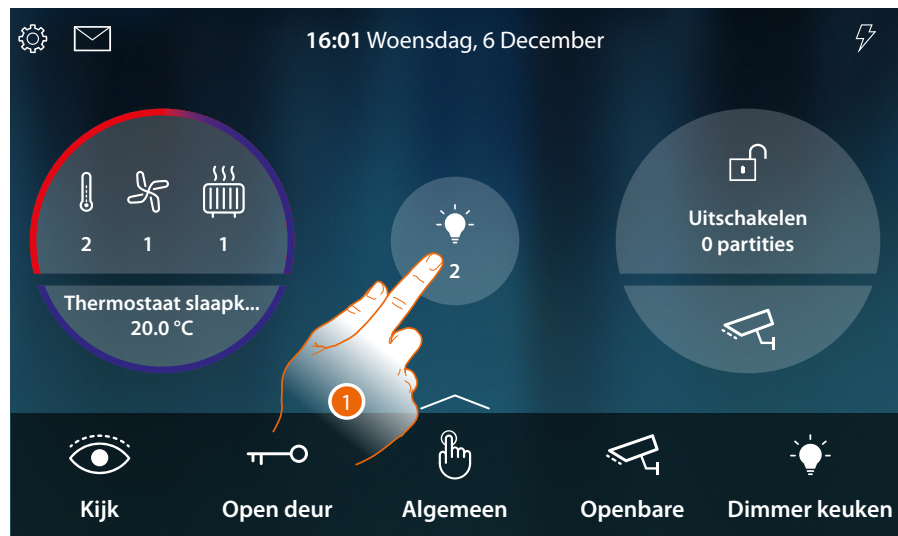 16:01 Woensdag, 6 December
2 1 1
Thermostaat slaapk...
20.0 °C
2
Uitschakelen
0 partities
1
Kijk
Open deur
Algemeen
Openbare
Dimmer keuken